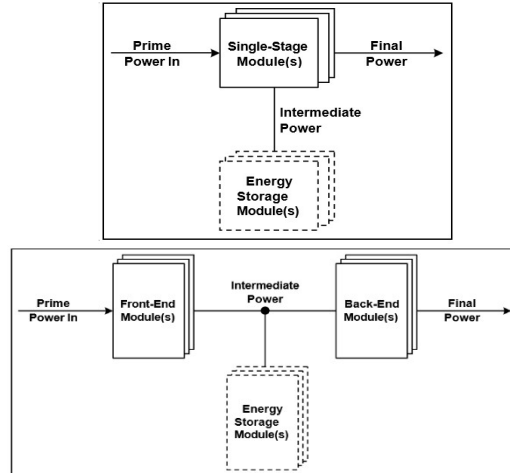 Prime
Power In
Single-Stage
Module(s)
Final
Power
Intermediate
Power
Energy
Storage
Module(s)
Prime
Power In
Front-End
Module(s)
Intermediate
Power
Back-End
Module(s)
Final
Power
Energy
Storage
Module(s)